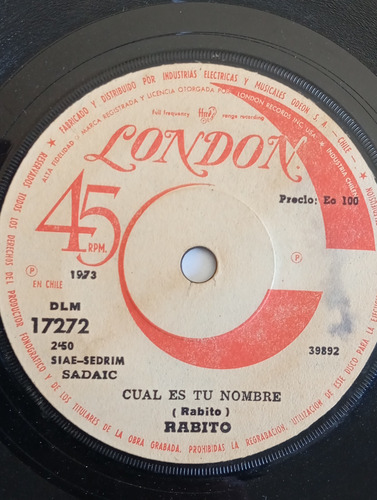 FABRICADO Y DISTRIBUIDO POR INDUSTRIAS ELECTRICAS Y MUSICALES ODEON S.A. - CHILE -
ALTA FIDELIDAD - MARCA REGISTRADA Y LICENCIA OTORGADA POR LONDON RECORDS INC USA - INDUSTRIA CHILENA
full frequency
range recording
LONDON
45
RPM.
Precio: Eo 100
P
1973
EN CHILE
P
DLM
17272
2'50
SIAE-SEDRIM
SADAIC
39892
CUAL ES TU NOMBRE
(Rabito)
RABITO
RESERVADOS TODOS LOS DERECHOS DEL PRODUCTOR FONOGRAFICO Y DE LOS TITULARES DE LA OBRA GRABADA. PROHIBIDAS LA REGRABACION, UTILIZACION DE ESTE DISCO PARA